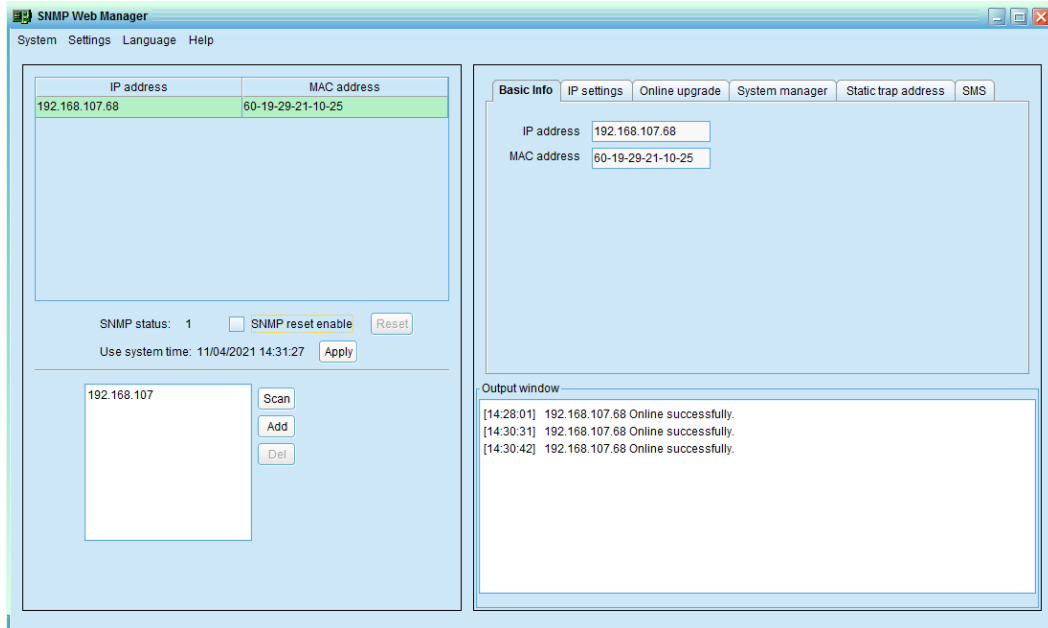 SNMP Web Manager
System Settings Language Help
IP address MAC address
192.168.107.68 60-19-29-21-10-25
SNMP status: 1 SNMP reset enable Reset
Use system time: 11/04/2021 14:31:27 Apply
192.168.107
Scan
Add
Del
Basic Info IP settings Online upgrade System manager Static trap address SMS
IP address 192.168.107.68
MAC address 60-19-29-21-10-25
Output window
[14:28:01] 192.168.107.68 Online successfully.
[14:30:31] 192.168.107.68 Online successfully.
[14:30:42] 192.168.107.68 Online successfully.